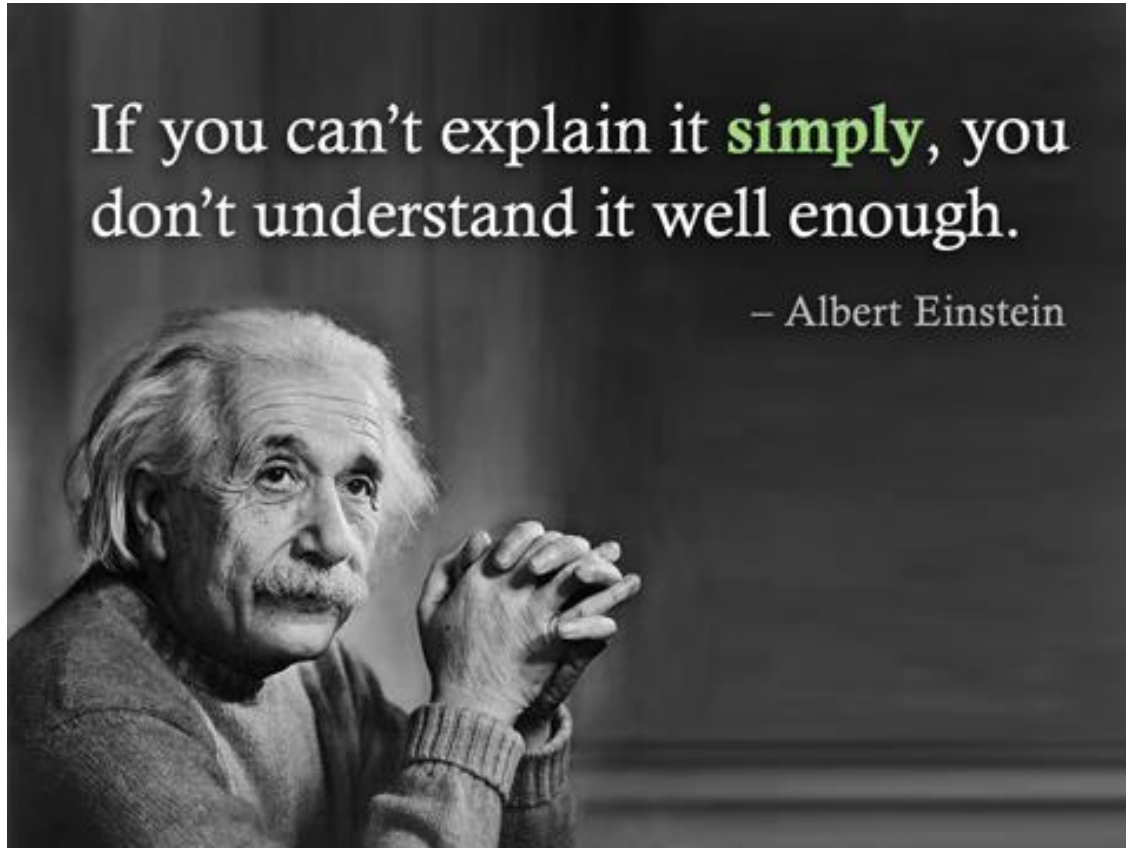 If you can’t explain it simply, you
don’t understand it well enough.
– Albert Einstein